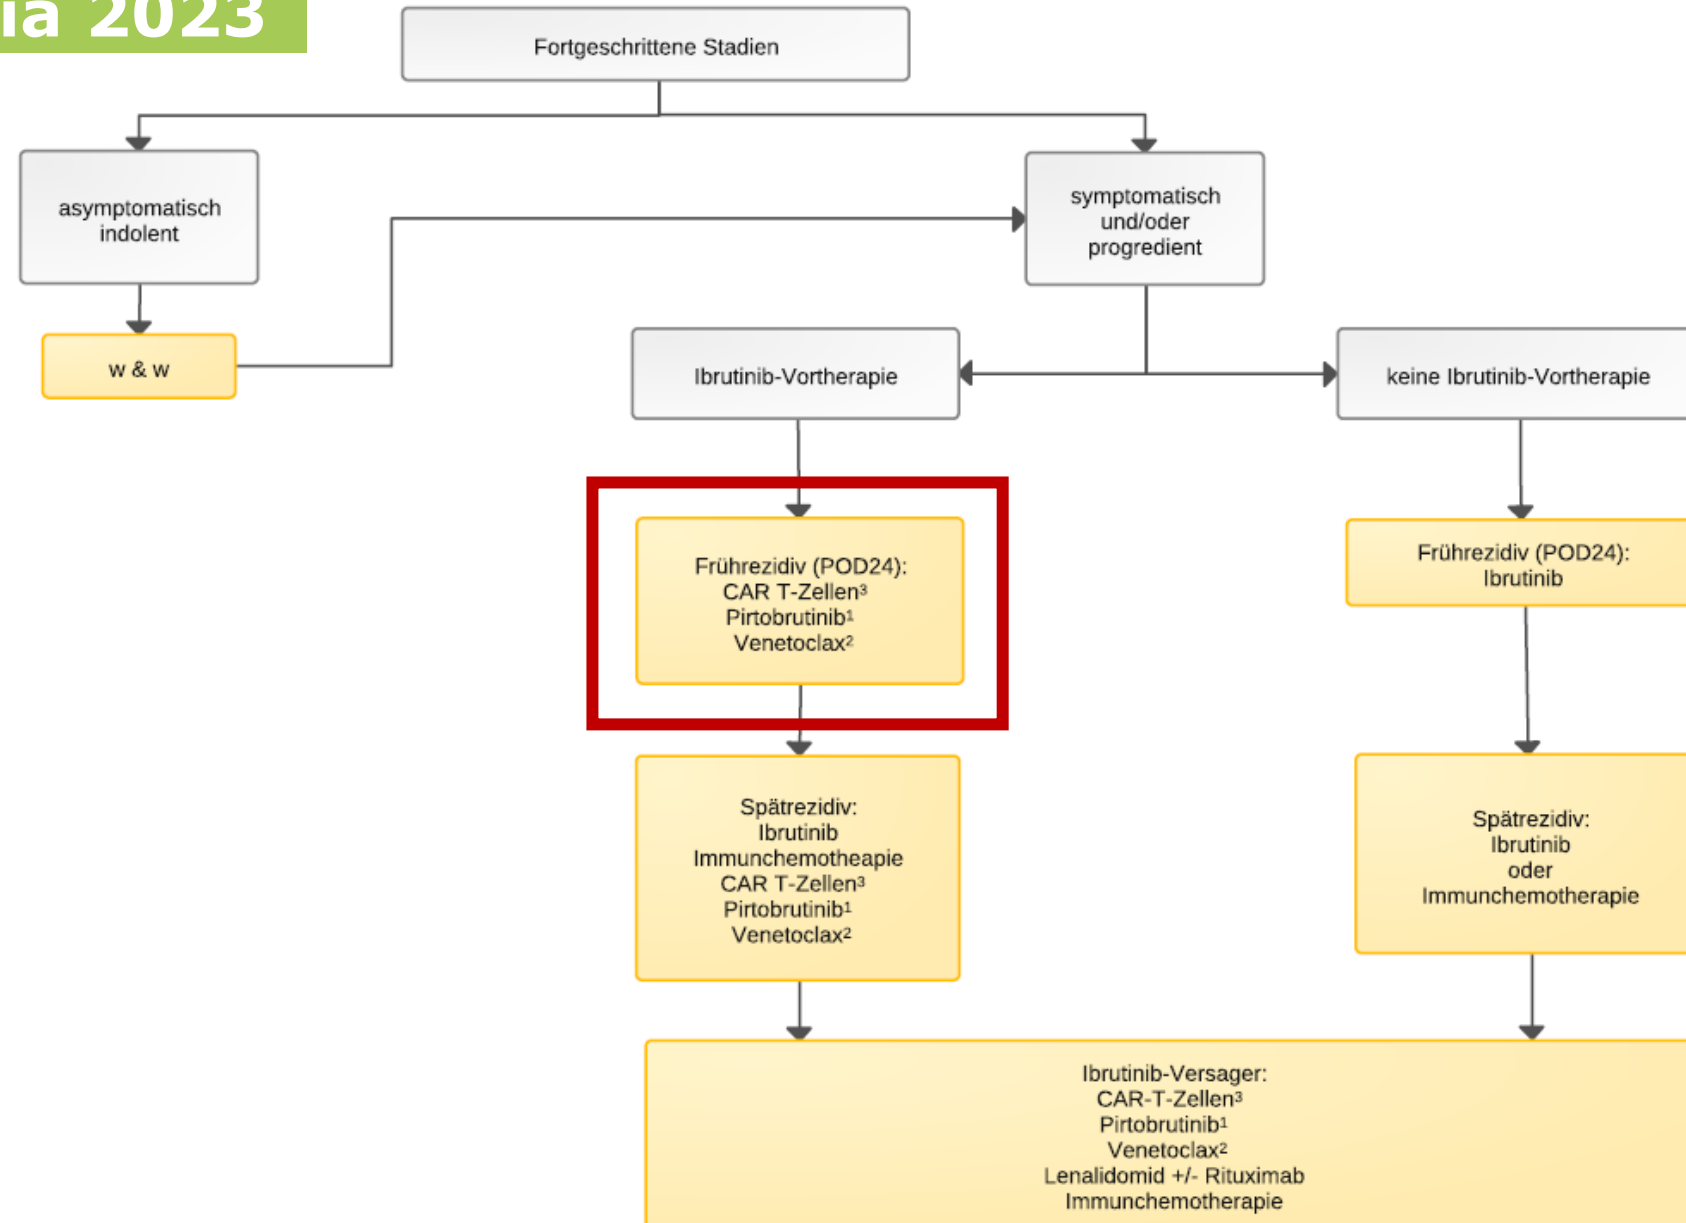 ia 2023
Fortgeschrittene Stadien
asymptomatisch
indolent
symptomatisch
und/oder
progredient
w & w
Ibrutinib-Vortherapie
keine Ibrutinib-Vortherapie
Frührezidiv (POD24):
CAR T-Zellen³
Pirtobrutinib¹
Venetoclax²
Frührezidiv (POD24):
Ibrutinib
Spätrezidiv:
Ibrutinib
Immunchemotheapie
CAR T-Zellen³
Pirtobrutinib¹
Venetoclax²
Spätrezidiv:
Ibrutinib
oder
Immunchemotherapie
Ibrutinib-Versager:
CAR-T-Zellen³
Pirtobrutinib¹
Venetoclax²
Lenalidomid +/- Rituximab
Immunchemotherapie